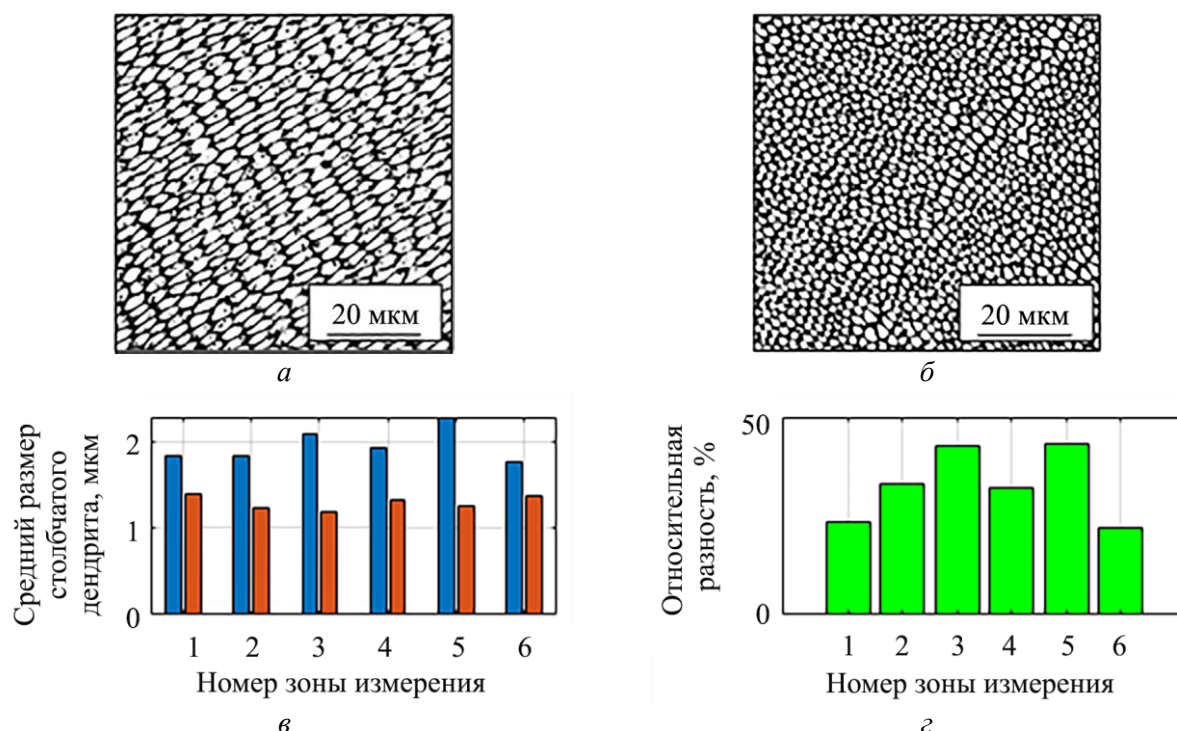 20 мкм
20 мкм
а
б
Средний размер
столбчатого
дендрита, мкм
2
1
0
1 2 3 4 5 6
Номер зоны измерения
в
Относительная
разность, %
50
0
1 2 3 4 5 6
Номер зоны измерения
г